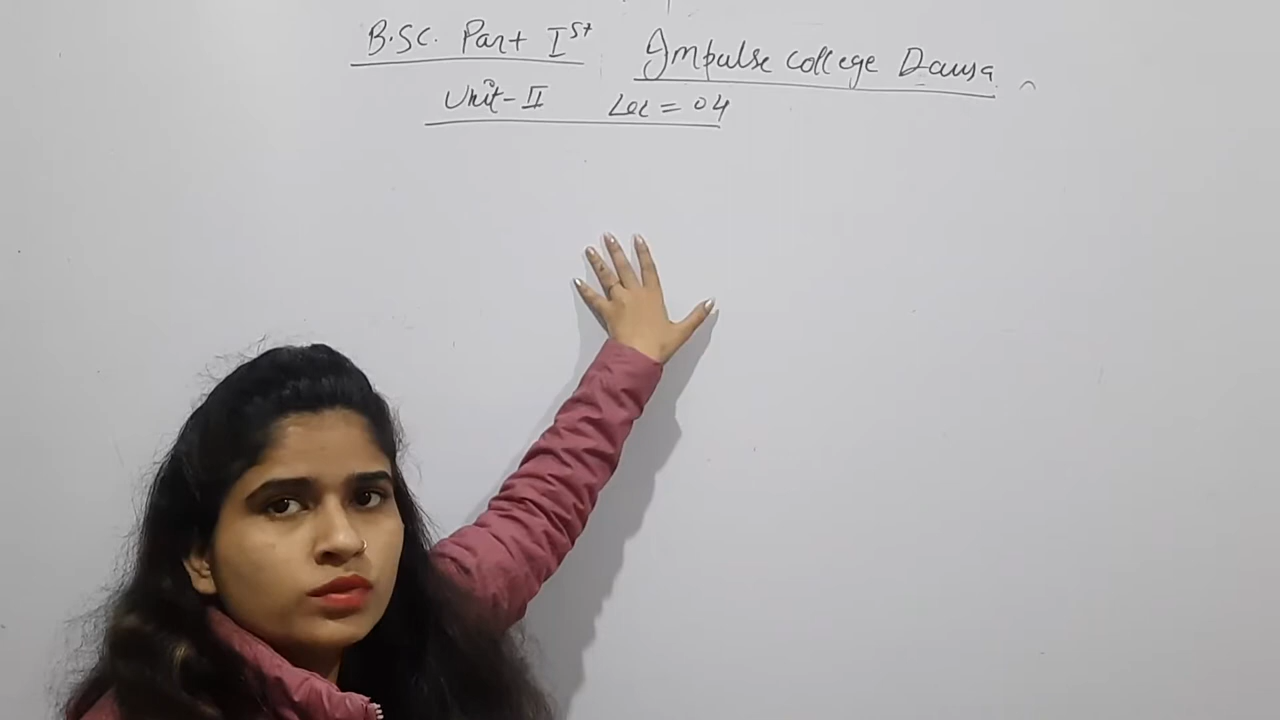 B.SC. Part Ist Impulse college Dausa
Unit-II Lec = 04